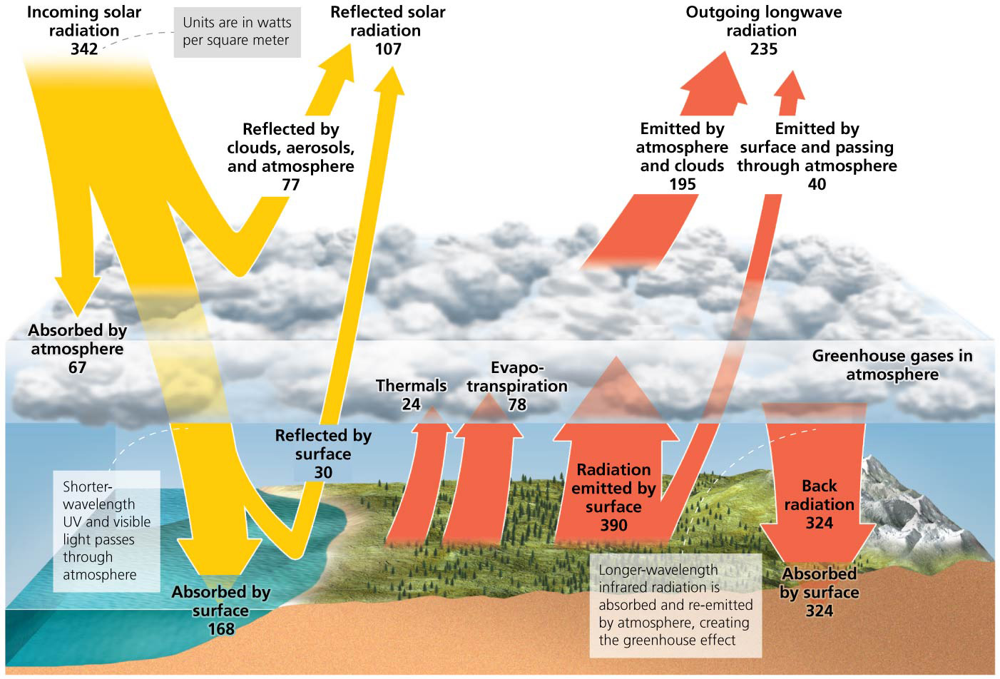 Incoming solar
radiation
342
Units are in watts
per square meter
Reflected solar
radiation
107
Outgoing longwave
radiation
235
Reflected by
clouds, aerosols,
and atmosphere
77
Emitted by
atmosphere
and clouds
195
Emitted by
surface and passing
through atmosphere
40
Absorbed by
atmosphere
67
Thermals
24
Evapo-
transpiration
78
Greenhouse gases in
atmosphere
Reflected by
surface
30
Shorter-
wavelength
UV and visible
light passes
through
atmosphere
Radiation
emitted by
surface
390
Back
radiation
324
Absorbed by
surface
168
Longer-wavelength
infrared radiation is
absorbed and re-emitted
by atmosphere, creating
the greenhouse effect
Absorbed
by surface
324